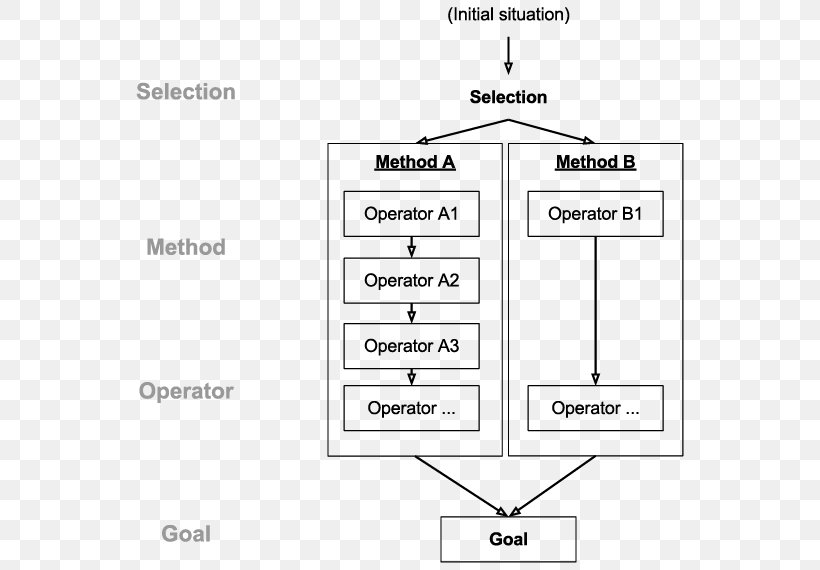 (Initial situation)
Selection
Selection
Method A
Method B
Operator A1
Operator B1
Method
Operator A2
Operator A3
Operator
Operator ...
Operator ...
Goal
Goal